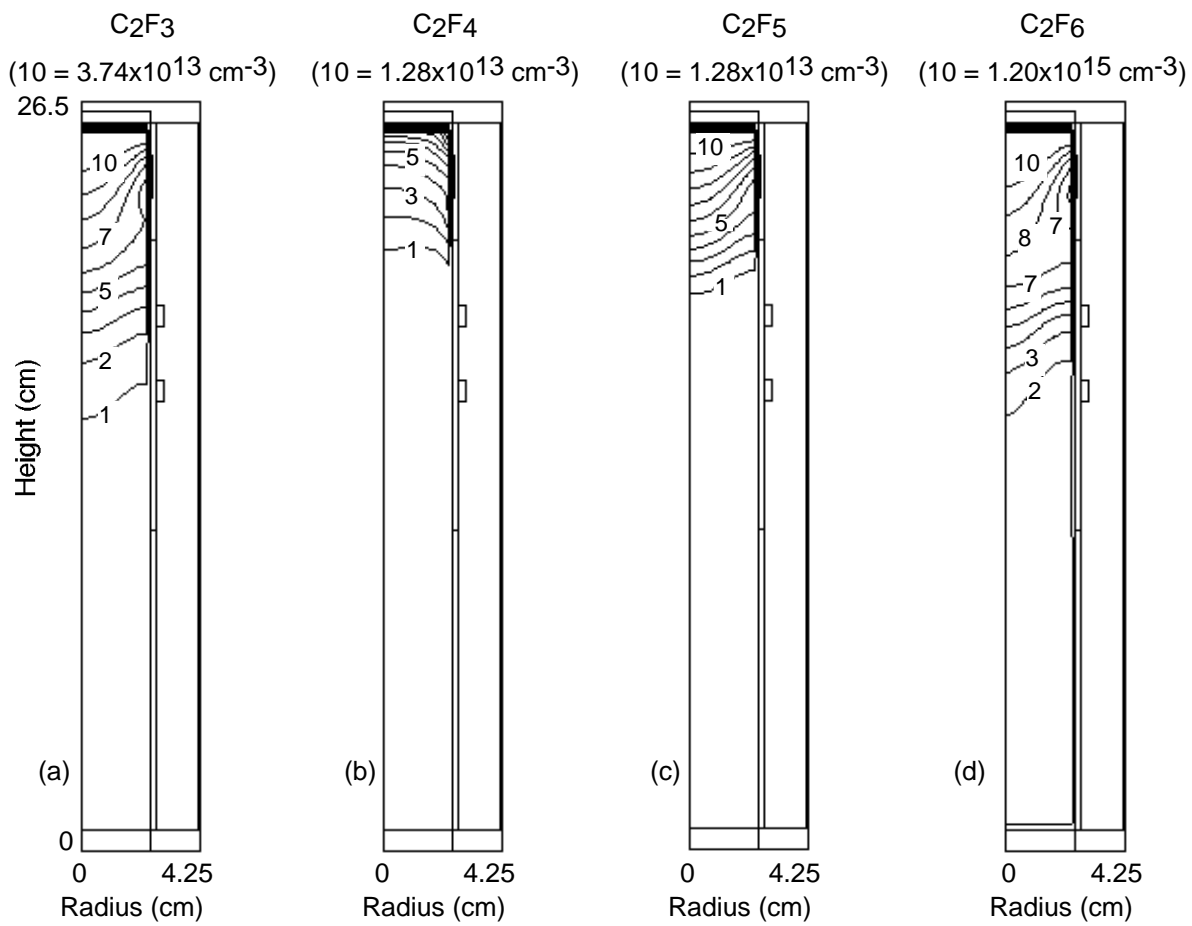 C2F3
(10 = 3.74x10^13 cm^-3)
26.5
10
7
5
2
1
Height (cm)
(a)
0
0 4.25
Radius (cm)
C2F4
(10 = 1.28x10^13 cm^-3)
5
3
1
(b)
0 4.25
Radius (cm)
C2F5
(10 = 1.28x10^13 cm^-3)
10
5
1
(c)
0 4.25
Radius (cm)
C2F6
(10 = 1.20x10^15 cm^-3)
10
7
8
7
3
2
(d)
0 4.25
Radius (cm)